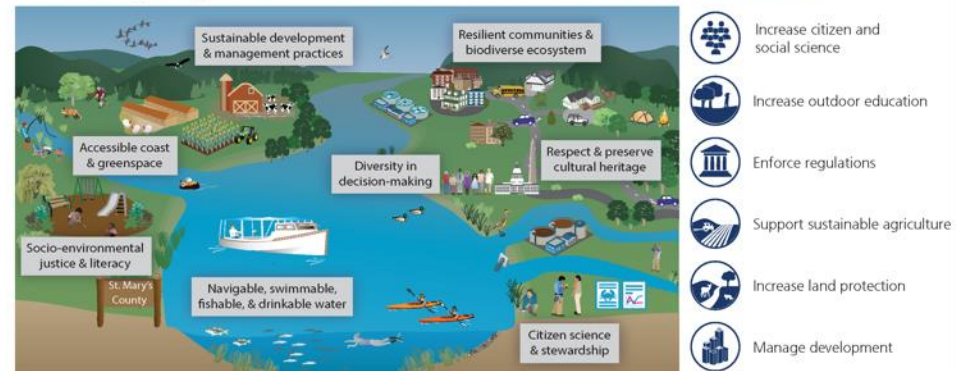 Sustainable development
& management practices
Resilient communities &
biodiverse ecosystem
Accessible coast
& greenspace
Diversity in
decision-making
Respect & preserve
cultural heritage
Socio-environmental
justice & literacy
St. Mary's
County
Navigable, swimmable,
fishable, & drinkable water
Citizen science
& stewardship
Increase citizen and
social science
Increase outdoor education
Enforce regulations
Support sustainable agriculture
Increase land protection
Manage development